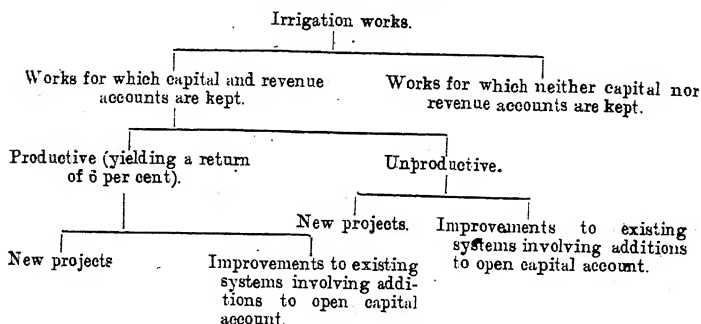 Irrigation works.
Works for which capital and revenue
accounts are kept.
Works for which neither capital nor
revenue accounts are kept.
Productive (yielding a return
of 6 per cent).
Unproductive.
New projects.
Improvements to existing
systems involving additions
to open capital account.
New projects
Improvements to existing
systems involving addi-
tions to open capital
account.